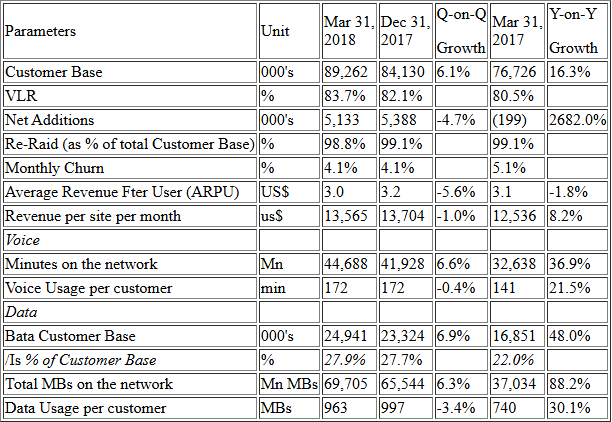 Parameters Unit Mar 31, 2018 Dec 31, 2017 Q-on-Q Growth Mar 31, 2017 Y-on-Y Growth
Customer Base 000's 89,262 84,130 6.1% 76,726 16.3%
VLR % 83.7% 82.1% 80.5%
Net Additions 000's 5,133 5,388 -4.7% (199) 2682.0%
Re-Raid (as % of total Customer Base) % 98.8% 99.1% 99.1%
Monthly Churn % 4.1% 4.1% 5.1%
Average Revenue Fter User (ARPU) US$ 3.0 3.2 -5.6% 3.1 -1.8%
Revenue per site per month us$ 13,565 13,704 -1.0% 12,536 8.2%
Voice
Minutes on the network Mn 44,688 41,928 6.6% 32,638 36.9%
Voice Usage per customer min 172 172 -0.4% 141 21.5%
Data
Bata Customer Base 000's 24,941 23,324 6.9% 16,851 48.0%
/Is % of Customer Base % 27.9% 27.7% 22.0%
Total MBs on the network Mn MBs 69,705 65,544 6.3% 37,034 88.2%
Data Usage per customer MBs 963 997 -3.4% 740 30.1%